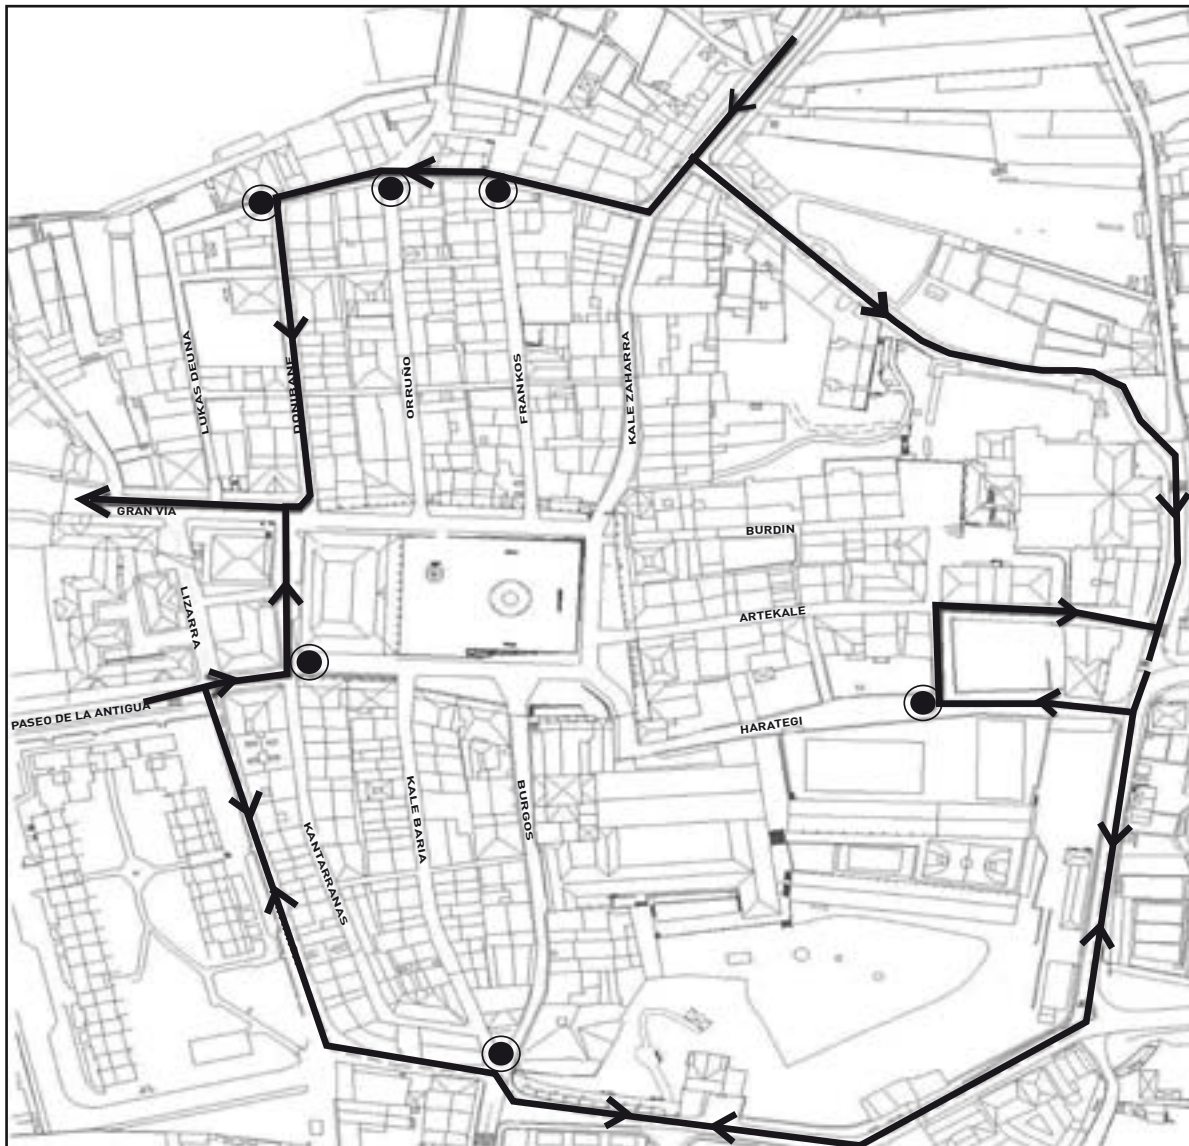 LUKAS DEUNA
DONIBANE
ORRUÑO
FRANKOS
KALE ZAHARRA
GRAN VIA
BURDIN
LIZARRA
ARTEKALE
PASEO DE LA ANTIGUA
HARATEGI
KANTARRANAS
KALE BARIA
BURGOS